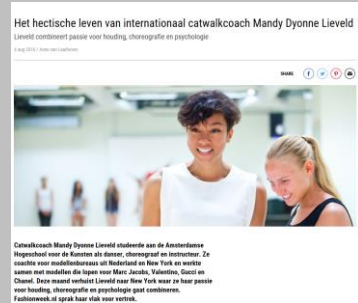 Het hectische leven van internationaal catwalkcoach Mandy Dyonne Lieveld
Lieveld combineert passie voor houding, choreografie en psychologie
SHARE
Catwalkcoach Mandy Dyonne Lieveld studeerde aan de Amsterdamse
Hogeschool voor de Kunsten als danser, choreograaf en instructeur. Ze
coachte voor modellenbureaus uit Nederland en New York en werkte
samen met modellen die lopen voor Marc Jacobs, Valentino, Gucci en
Chanel. Deze maand verhuist Lieveld naar New York waar ze haar passie
voor houding, choreografie en psychologie gaat combineren.
Fashionweek.nl sprak haar vlak voor vertrek.